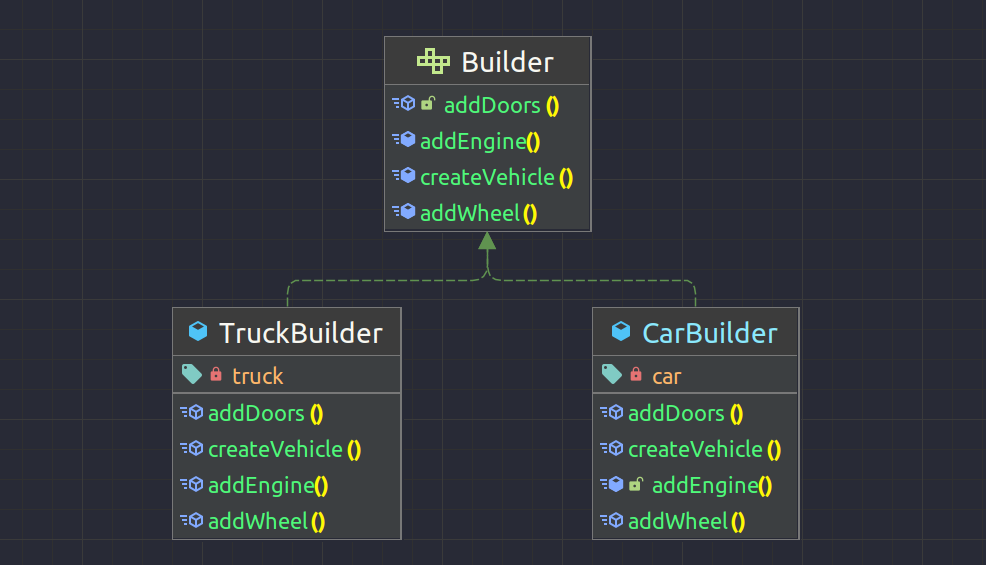 Builder
addDoors ()
addEngine()
createVehicle ()
addWheel ()
TruckBuilder
truck
addDoors ()
createVehicle ()
addEngine()
addWheel ()
CarBuilder
car
addDoors ()
createVehicle ()
addEngine()
addWheel ()